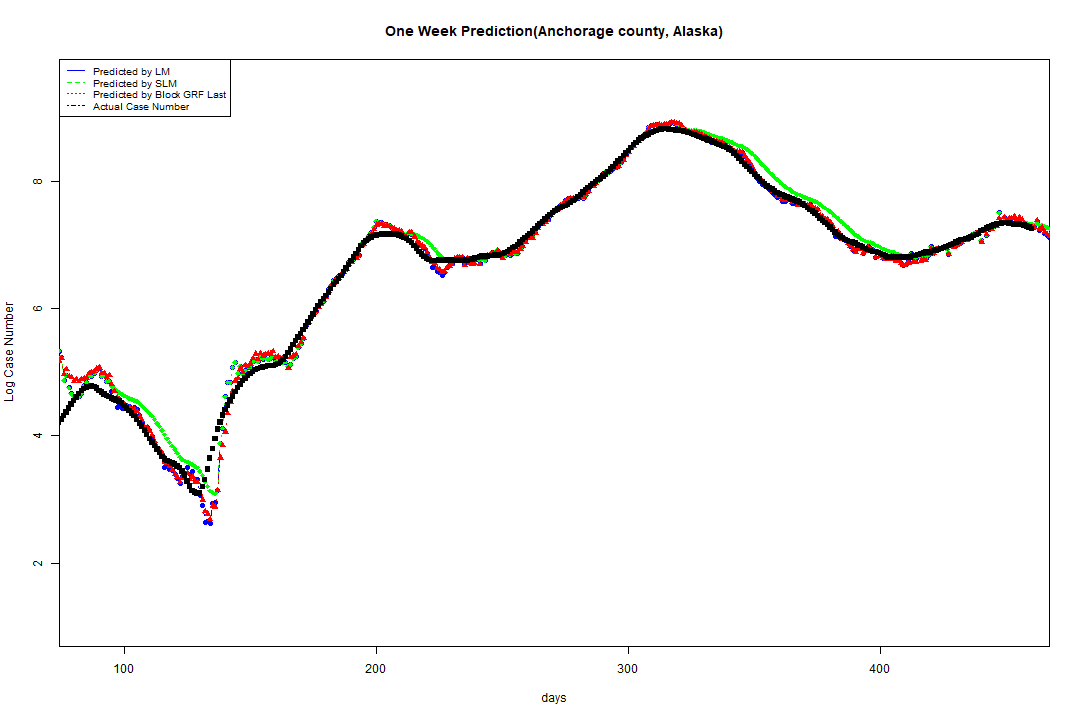 One Week Prediction(Anchorage county, Alaska)
Predicted by LM
Predicted by SLM
Predicted by Block GRF Last
Actual Case Number
8
6
4
2
Log Case Number
100
200
300
400
days